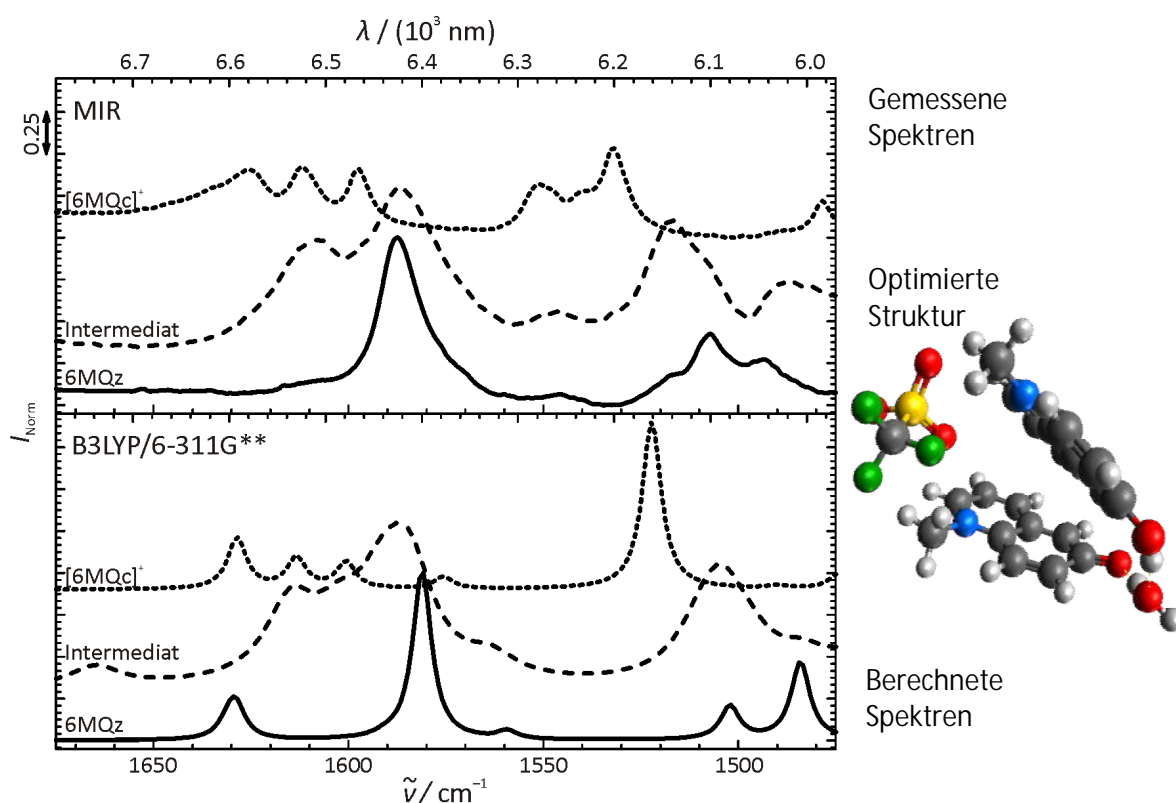 λ / (10³ nm)
6.7 6.6 6.5 6.4 6.3 6.2 6.1 6.0
MIR
0.25
[6MQc]⁺
Intermediat
6MQz
I_Norm
B3LYP/6-311G**
[6MQc]⁺
Intermediat
6MQz
1650 1600 1550 1500
ṽ / cm⁻¹
Gemessene
Spektren
Optimierte
Struktur
Berechnete
Spektren